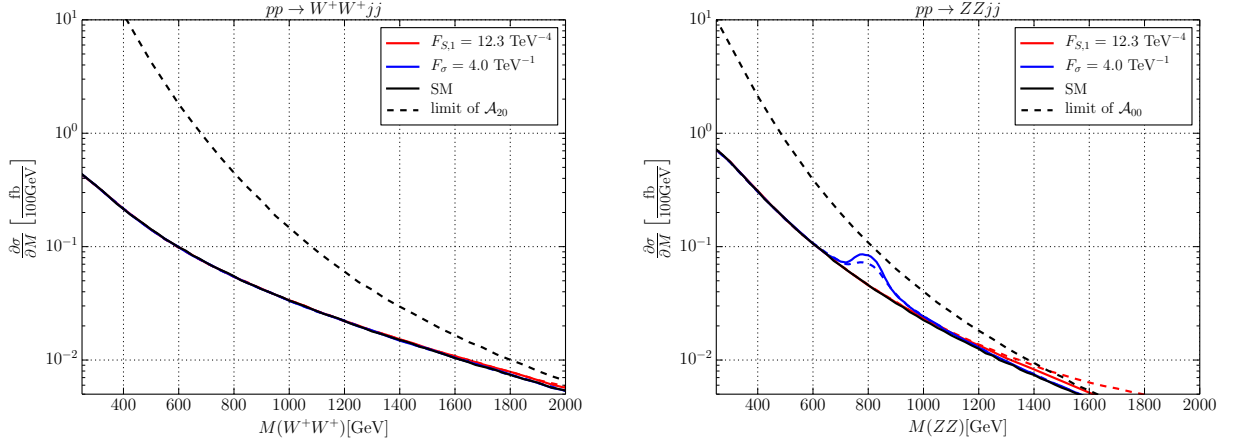 pp → W⁺W⁺jj
10¹
10⁰
10⁻¹
10⁻²
∂σ/∂M [fb/100GeV]
F_{S,1} = 12.3 TeV⁻⁴
F_σ = 4.0 TeV⁻¹
SM
limit of 𝒜₂₀
400 600 800 1000 1200 1400 1600 1800 2000
M(W⁺W⁺)[GeV]
pp → ZZjj
10¹
10⁰
10⁻¹
10⁻²
∂σ/∂M [fb/100GeV]
F_{S,1} = 12.3 TeV⁻⁴
F_σ = 4.0 TeV⁻¹
SM
limit of 𝒜₀₀
400 600 800 1000 1200 1400 1600 1800 2000
M(ZZ)[GeV]